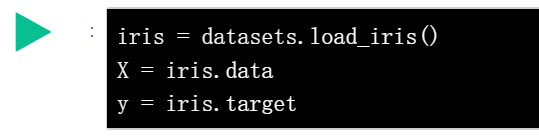 :
iris = datasets.load_iris()
X = iris.data
y = iris.target